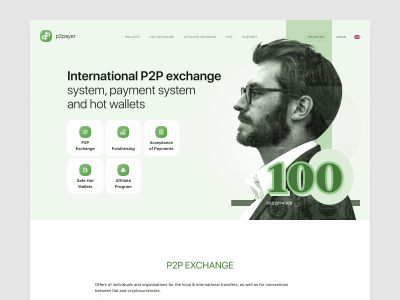 p2payer
WALLETS P2P EXCHANGE AFFILIATE PROGRAM SUPPORT
REGISTER LOGIN
International P2P exchange
system, payment system
and hot wallets
P2P
Exchange
Fundraising
Acceptance
of Payments
Safe Hot
Wallets
Affiliate
Program
100
P2P EXCHANGE
Offers of individuals and organisations for the local & international transfers, as well as for conversions
between fiat and cryptocurrencies.